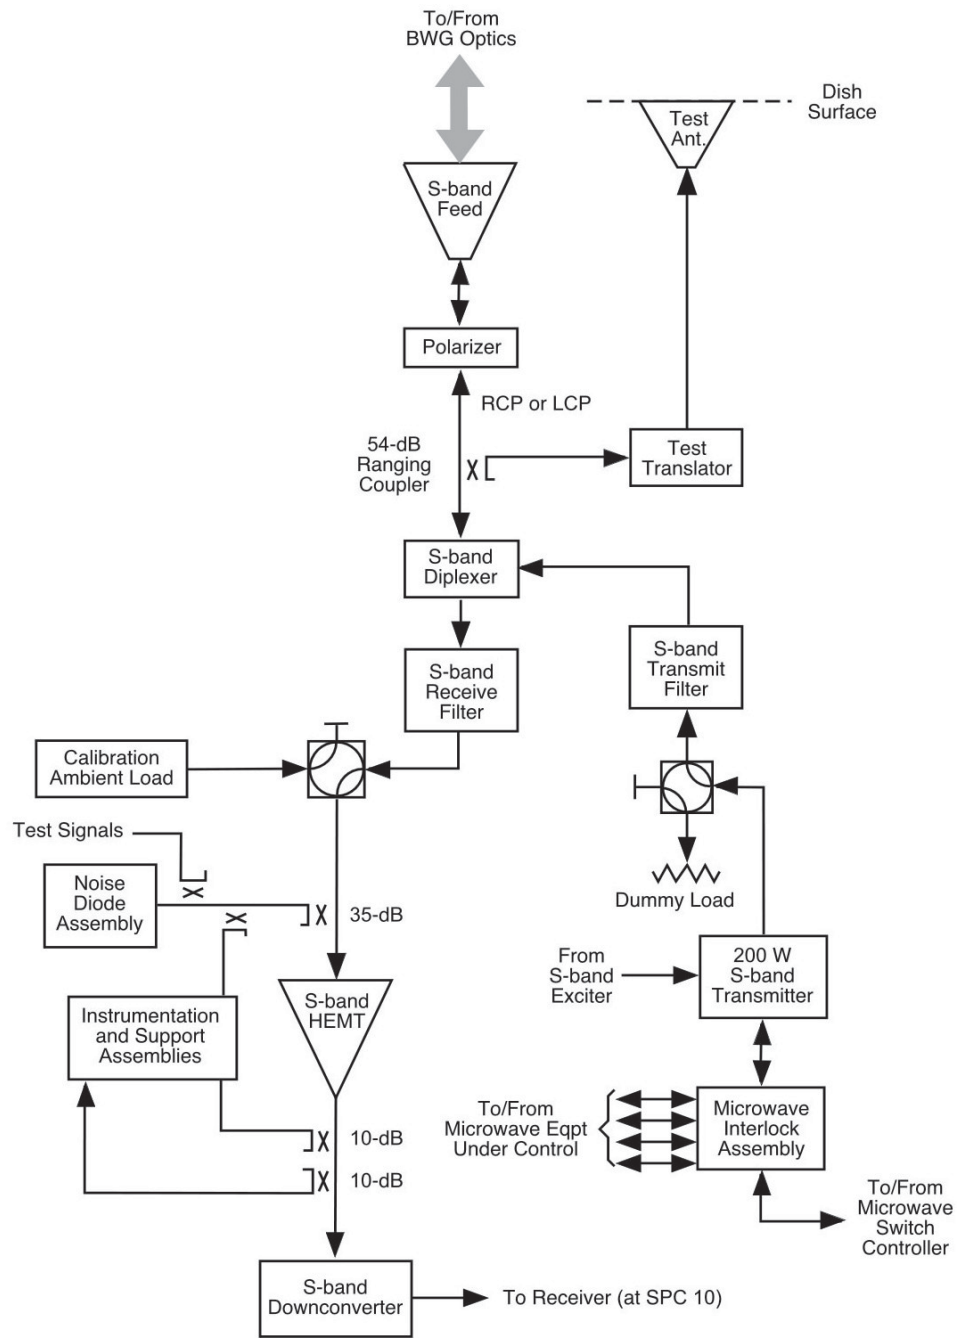 To/From
BWG Optics
Dish
Surface
Test
Ant.
S-band
Feed
Polarizer
RCP or LCP
54-dB
Ranging
Coupler
Test
Translator
S-band
Diplexer
S-band
Receive
Filter
S-band
Transmit
Filter
Calibration
Ambient Load
Test Signals
Noise
Diode
Assembly
35-dB
Dummy Load
From
S-band
Exciter
200 W
S-band
Transmitter
S-band
HEMT
Instrumentation
and Support
Assemblies
10-dB
10-dB
To/From
Microwave Eqpt
Under Control
Microwave
Interlock
Assembly
To/From
Microwave
Switch
Controller
S-band
Downconverter
To Receiver (at SPC 10)